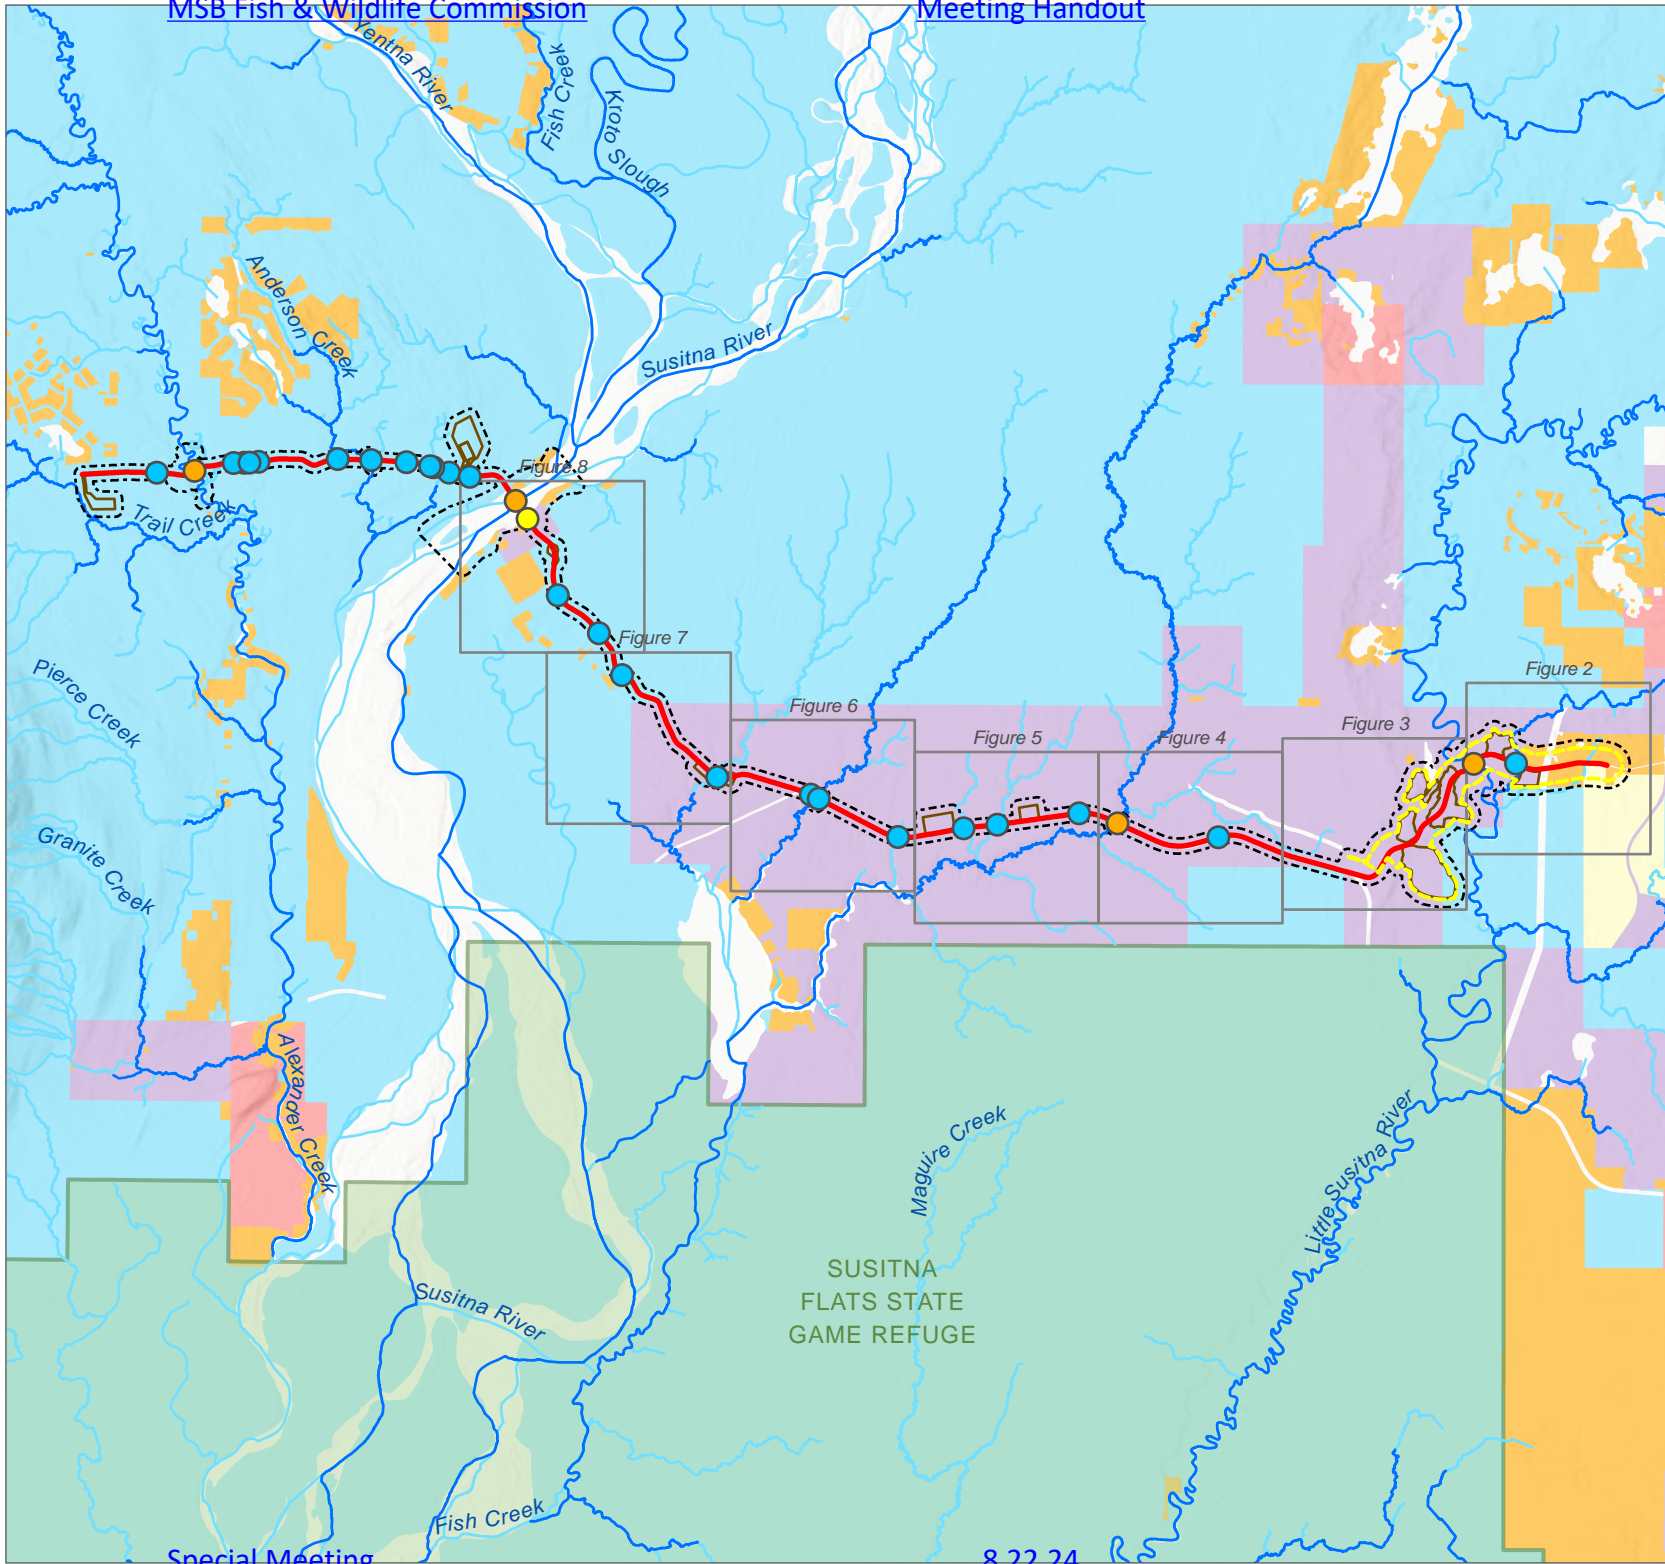 MSB Fish & Wildlife Commission
Meeting Handout
Yentna River
Fish Creek
Kroto Slough
Anderson Creek
Susitna River
Figure 8
Trail Creek
Figure 7
Pierce Creek
Figure 2
Figure 6
Figure 3
Figure 5
Figure 4
Granite Creek
Alexander Creek
Maguire Creek
Little Susitna River
SUSITNA
FLATS STATE
GAME REFUGE
Susitna River
Fish Creek
Special Meeting
8.22.24